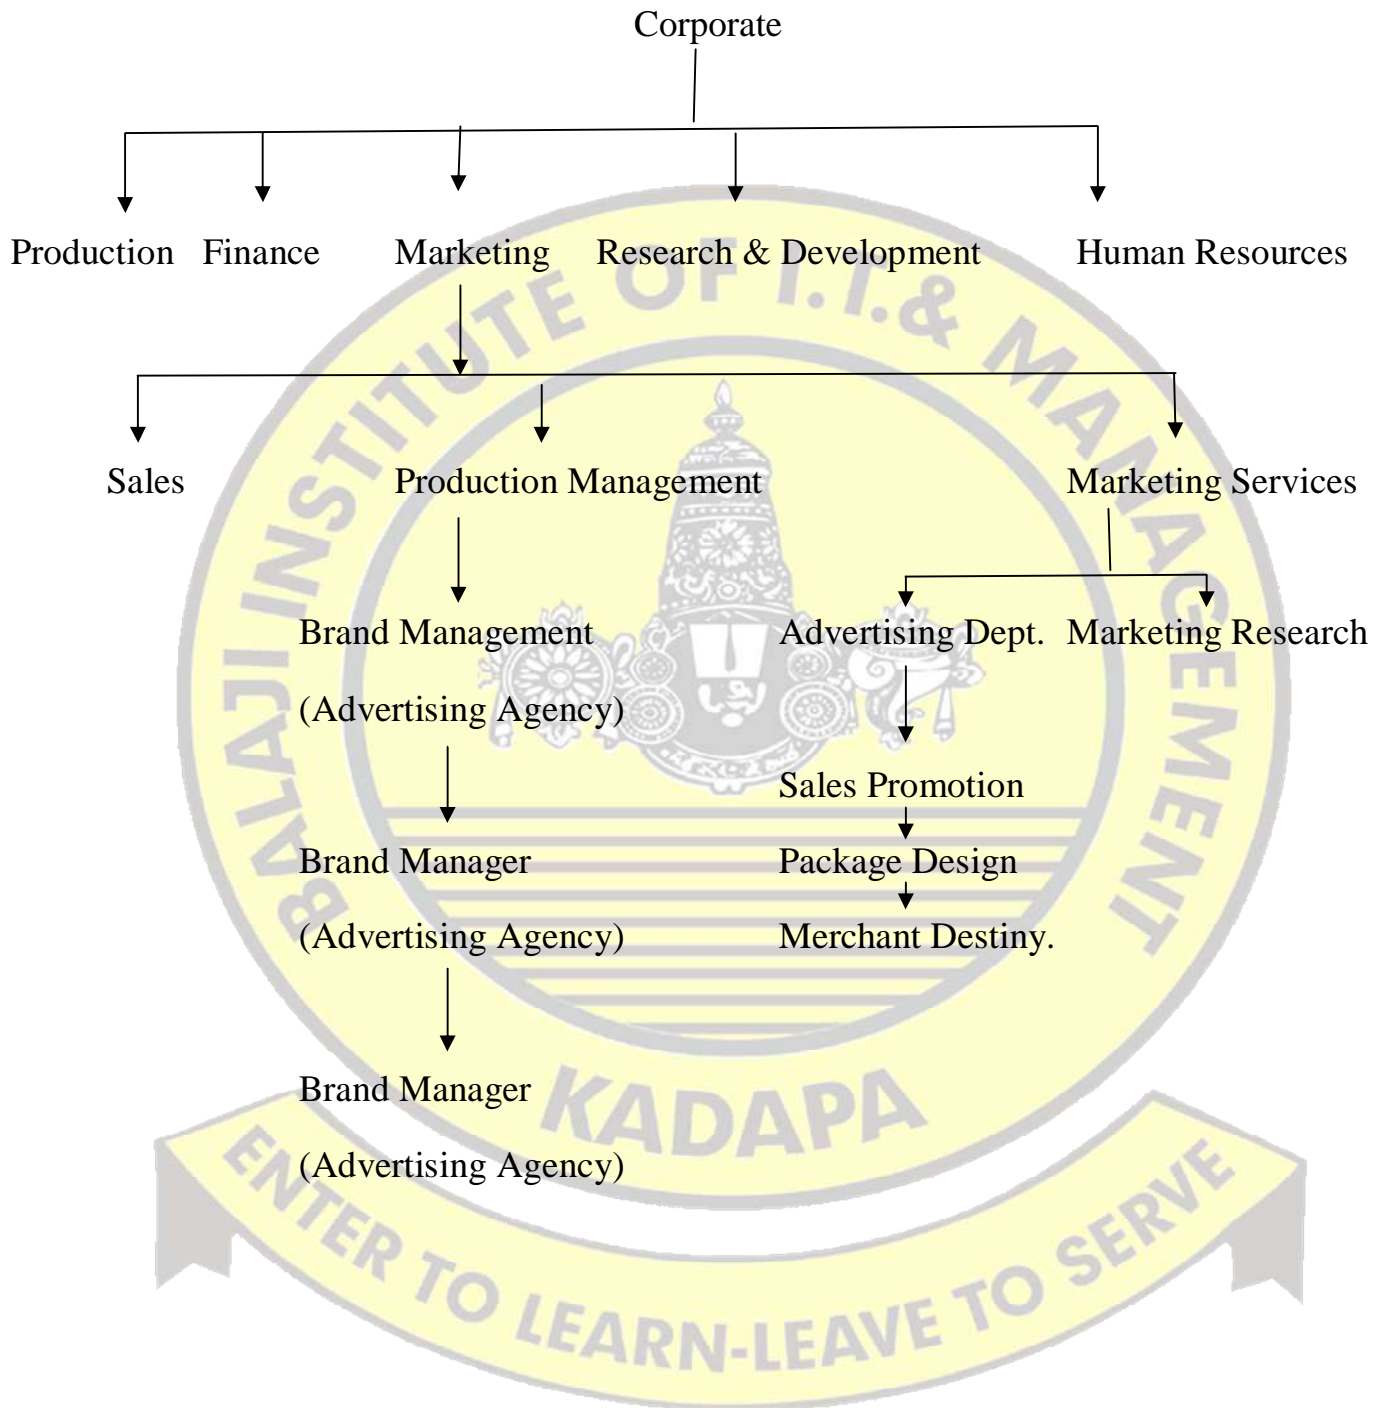 Corporate
Production Finance Marketing Research & Development Human Resources
Sales Production Management Marketing Services
Brand Management Advertising Dept. Marketing Research
(Advertising Agency)
Sales Promotion
Brand Manager Package Design
(Advertising Agency) Merchant Destiny.
Brand Manager
(Advertising Agency)
BALAJI INSTITUTE OF I.T.& MANAGEMENT
KADAPA
ENTER TO LEARN-LEAVE TO SERVE